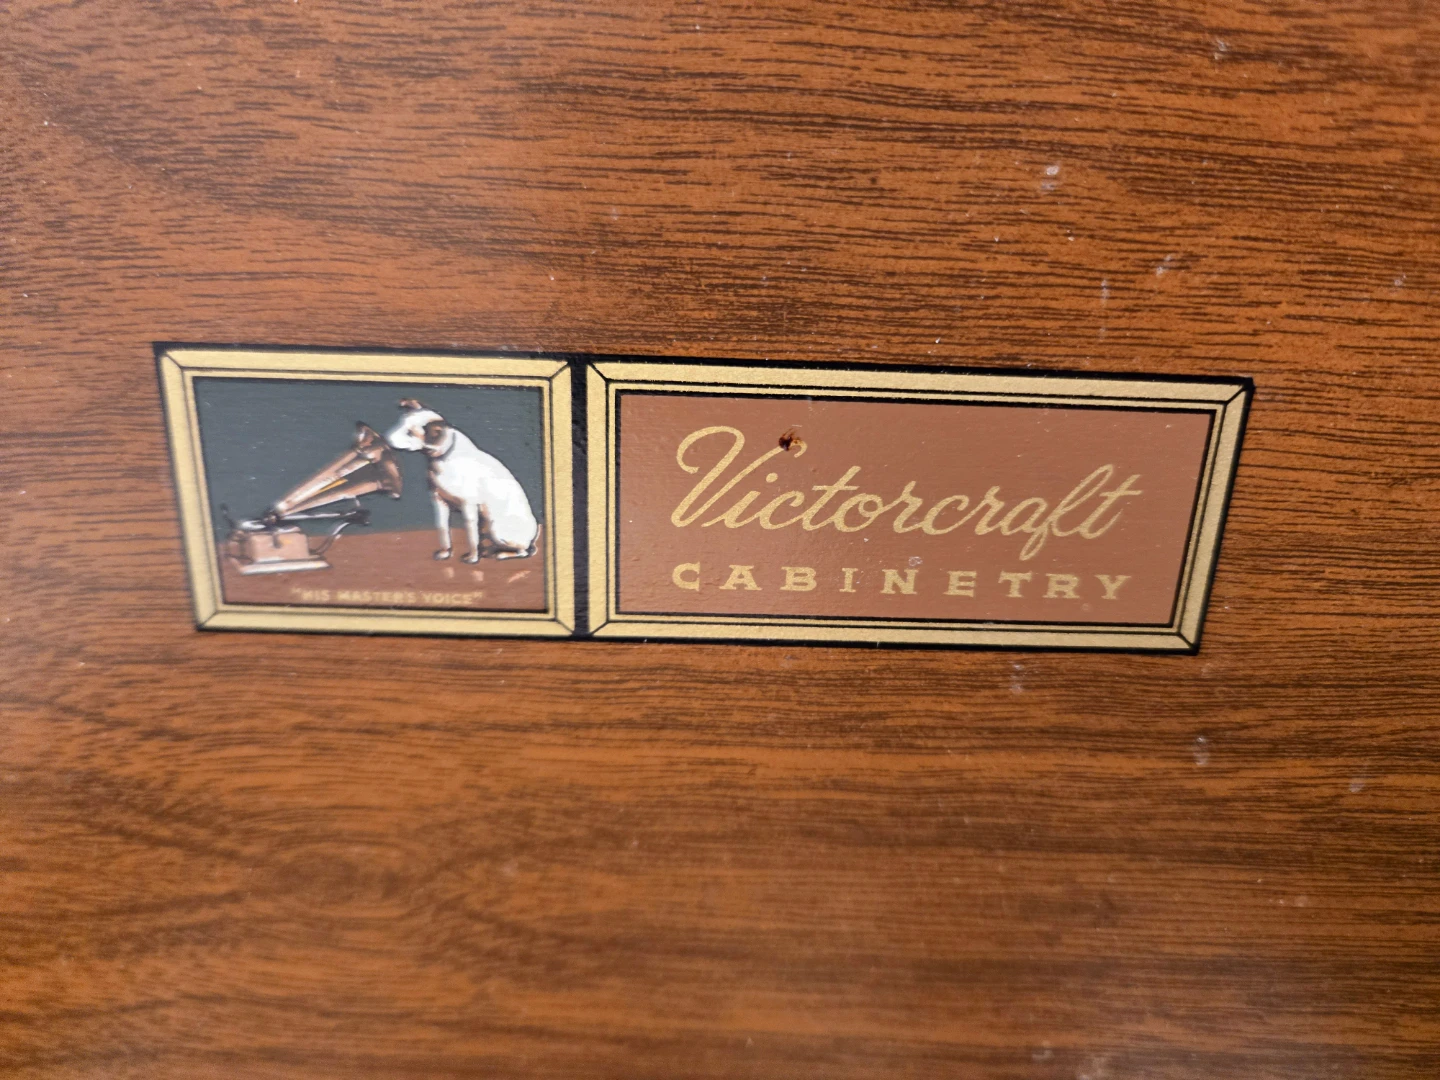 "HIS MASTER'S VOICE"
Victorcraft
CABINETRY